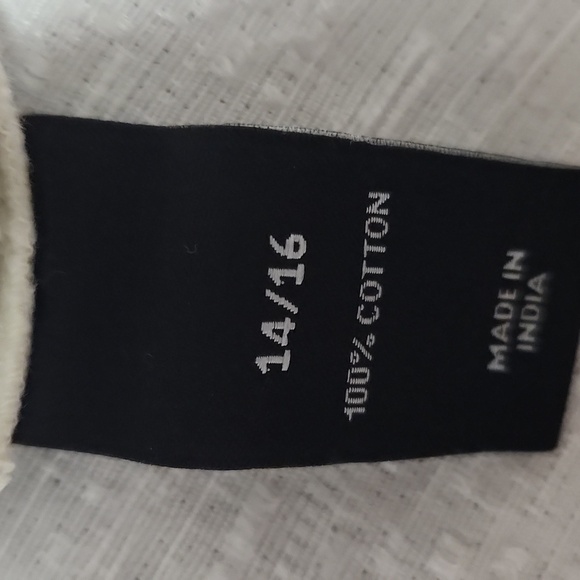 14/16
100% COTTON
MADE IN
INDIA